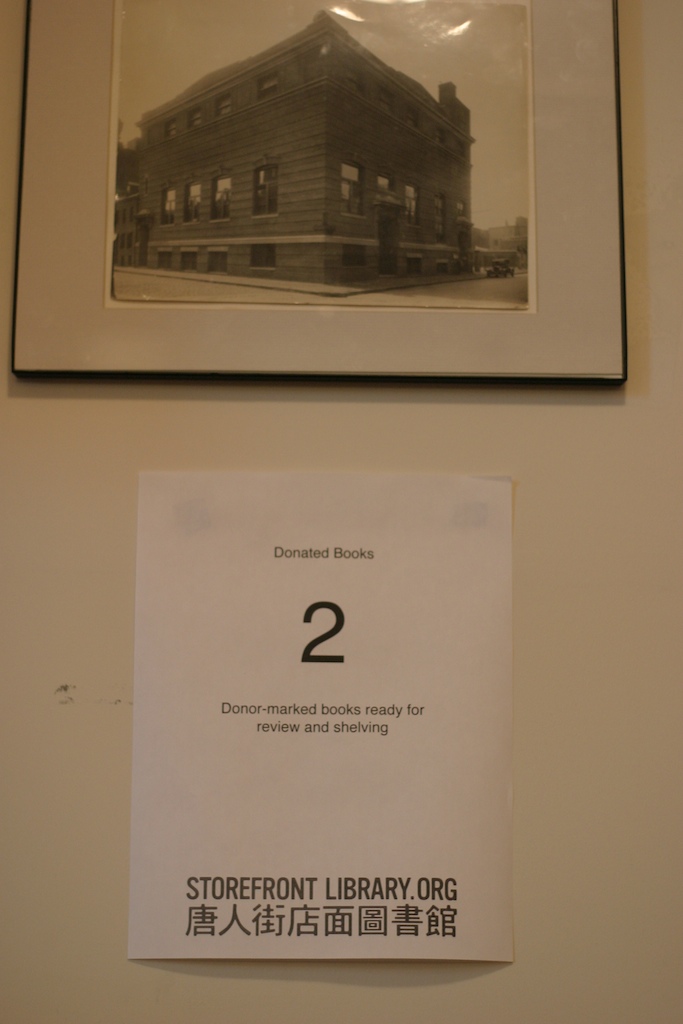 Donated Books
2
Donor-marked books ready for
review and shelving
STOREFRONT LIBRARY.ORG
唐人街店面圖書館